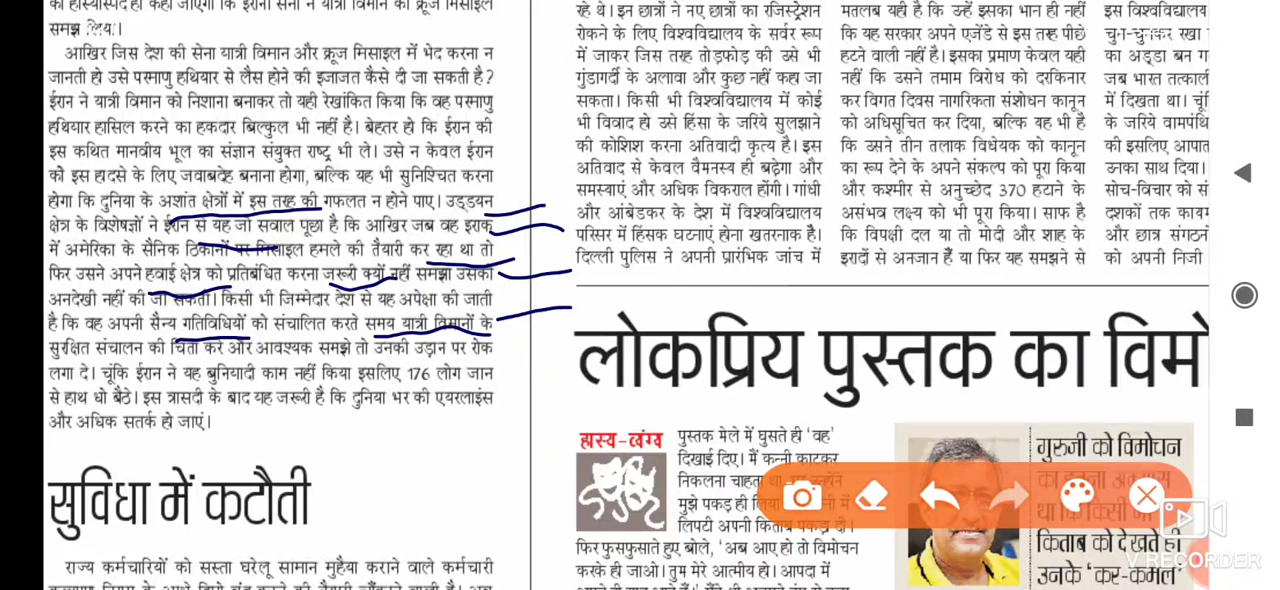 समझ लिया।
आखिर जिस देश की सेना यात्री विमान और क्रूज मिसाइल में भेद करना न
जानती हो उसे परमाणु हथियार से लैस होने की इजाजत कैसे दी जा सकती है?
ईरान ने यात्री विमान को निशाना बनाकर तो यही रेखांकित किया कि वह परमाणु
हथियार हासिल करने का हकदार बिल्कुल भी नहीं है। बेहतर हो कि ईरान की
इस कथित मानवीय भूल का संज्ञान संयुक्त राष्ट्र भी ले। उसे न केवल ईरान
को इस हादसे के लिए जवाबदेह बनाना होगा, बल्कि यह भी सुनिश्चित करना
होगा कि दुनिया के अशांत क्षेत्रों में इस तरह की गफलत न होने पाए। उड्डयन
क्षेत्र के विशेषज्ञों ने ईरान से यह जो सवाल पूछा है कि आखिर जब वह इराक
में अमेरिका के सैनिक ठिकानों पर मिसाइल हमले की तैयारी कर रहा था तो
फिर उसने अपने हवाई क्षेत्र को प्रतिबंधित करना जरूरी क्यों नहीं समझा उसकी
अनदेखी नहीं की जा सकती। किसी भी जिम्मेदार देश से यह अपेक्षा की जाती
है कि वह अपनी सैन्य गतिविधियों को संचालित करते समय यात्री विमानों के
सुरक्षित संचालन की चिंता करे और आवश्यक समझे तो उनकी उड़ान पर रोक
लगा दे। चूंकि ईरान ने यह बुनियादी काम नहीं किया इसलिए 176 लोग जान
से हाथ धो बैठे। इस त्रासदी के बाद यह जरूरी है कि दुनिया भर की एयरलाइंस
और अधिक सतर्क हो जाएं।
सुविधा में कटौती
राज्य कर्मचारियों को सस्ता घरेलू सामान मुहैया कराने वाले कर्मचारी
रहे थे। इन छात्रों ने नए छात्रों का रजिस्ट्रेशन
रोकने के लिए विश्वविद्यालय के सर्वर रूप
में जाकर जिस तरह तोड़फोड़ की उसे भी
गुंडागर्दी के अलावा और कुछ नहीं कहा जा
सकता। किसी भी विश्वविद्यालय में कोई
भी विवाद हो उसे हिंसा के जरिये सुलझाने
की कोशिश करना अतिवादी कृत्य है। इस
अतिवाद से केवल वैमनस्य ही बढ़ेगा और
समस्याएं और अधिक विकराल होंगी। गांधी
और आंबेडकर के देश में विश्वविद्यालय
परिसर में हिंसक घटनाएं होना खतरनाक है।
दिल्ली पुलिस ने अपनी प्रारंभिक जांच में
मतलब यही है कि उन्हें इसका भान ही नहीं
कि यह सरकार अपने एजेंडे से इस तरह पीछे
हटने वाली नहीं है। इसका प्रमाण केवल यही
नहीं कि उसने तमाम विरोध को दरकिनार
कर विगत दिवस नागरिकता संशोधन कानून
को अधिसूचित कर दिया, बल्कि यह भी है
कि उसने तीन तलाक विधेयक को कानून
का रूप देने के अपने संकल्प को पूरा किया
और कश्मीर से अनुच्छेद 370 हटाने के
असंभव लक्ष्य को भी पूरा किया। साफ है
कि विपक्षी दल या तो मोदी और शाह के
इरादों से अनजान हैं या फिर यह समझने से
इस विश्वविद्यालय
चुन-चुनकर रखा
का अड्डा बन ग
जब भारत तत्काली
में दिखता था। चूं
के जरिये वामपंथि
की इसलिए आपात
उनका साथ दिया।
सोच-विचार को सं
दशकों तक कायम
और छात्र संगठनों
को अपनी निजी
लोकप्रिय पुस्तक का विमो
हास्य-व्यंग्य
पुस्तक मेले में घुसते ही 'वह'
दिखाई दिए। मैं कन्नी काटकर
निकलना चाहता
मुझे पकड़ ही लिया
लिपटी अपनी किताब पकड़ा दी।
फिर फुसफुसाते हुए बोले, 'अब आए हो तो विमोचन
करके ही जाओ। तुम मेरे आत्मीय हो। आपदा में
गुरुजी को विमोचन
किताब को देखते ही
उनके 'कर-कमल'
V RECORDER